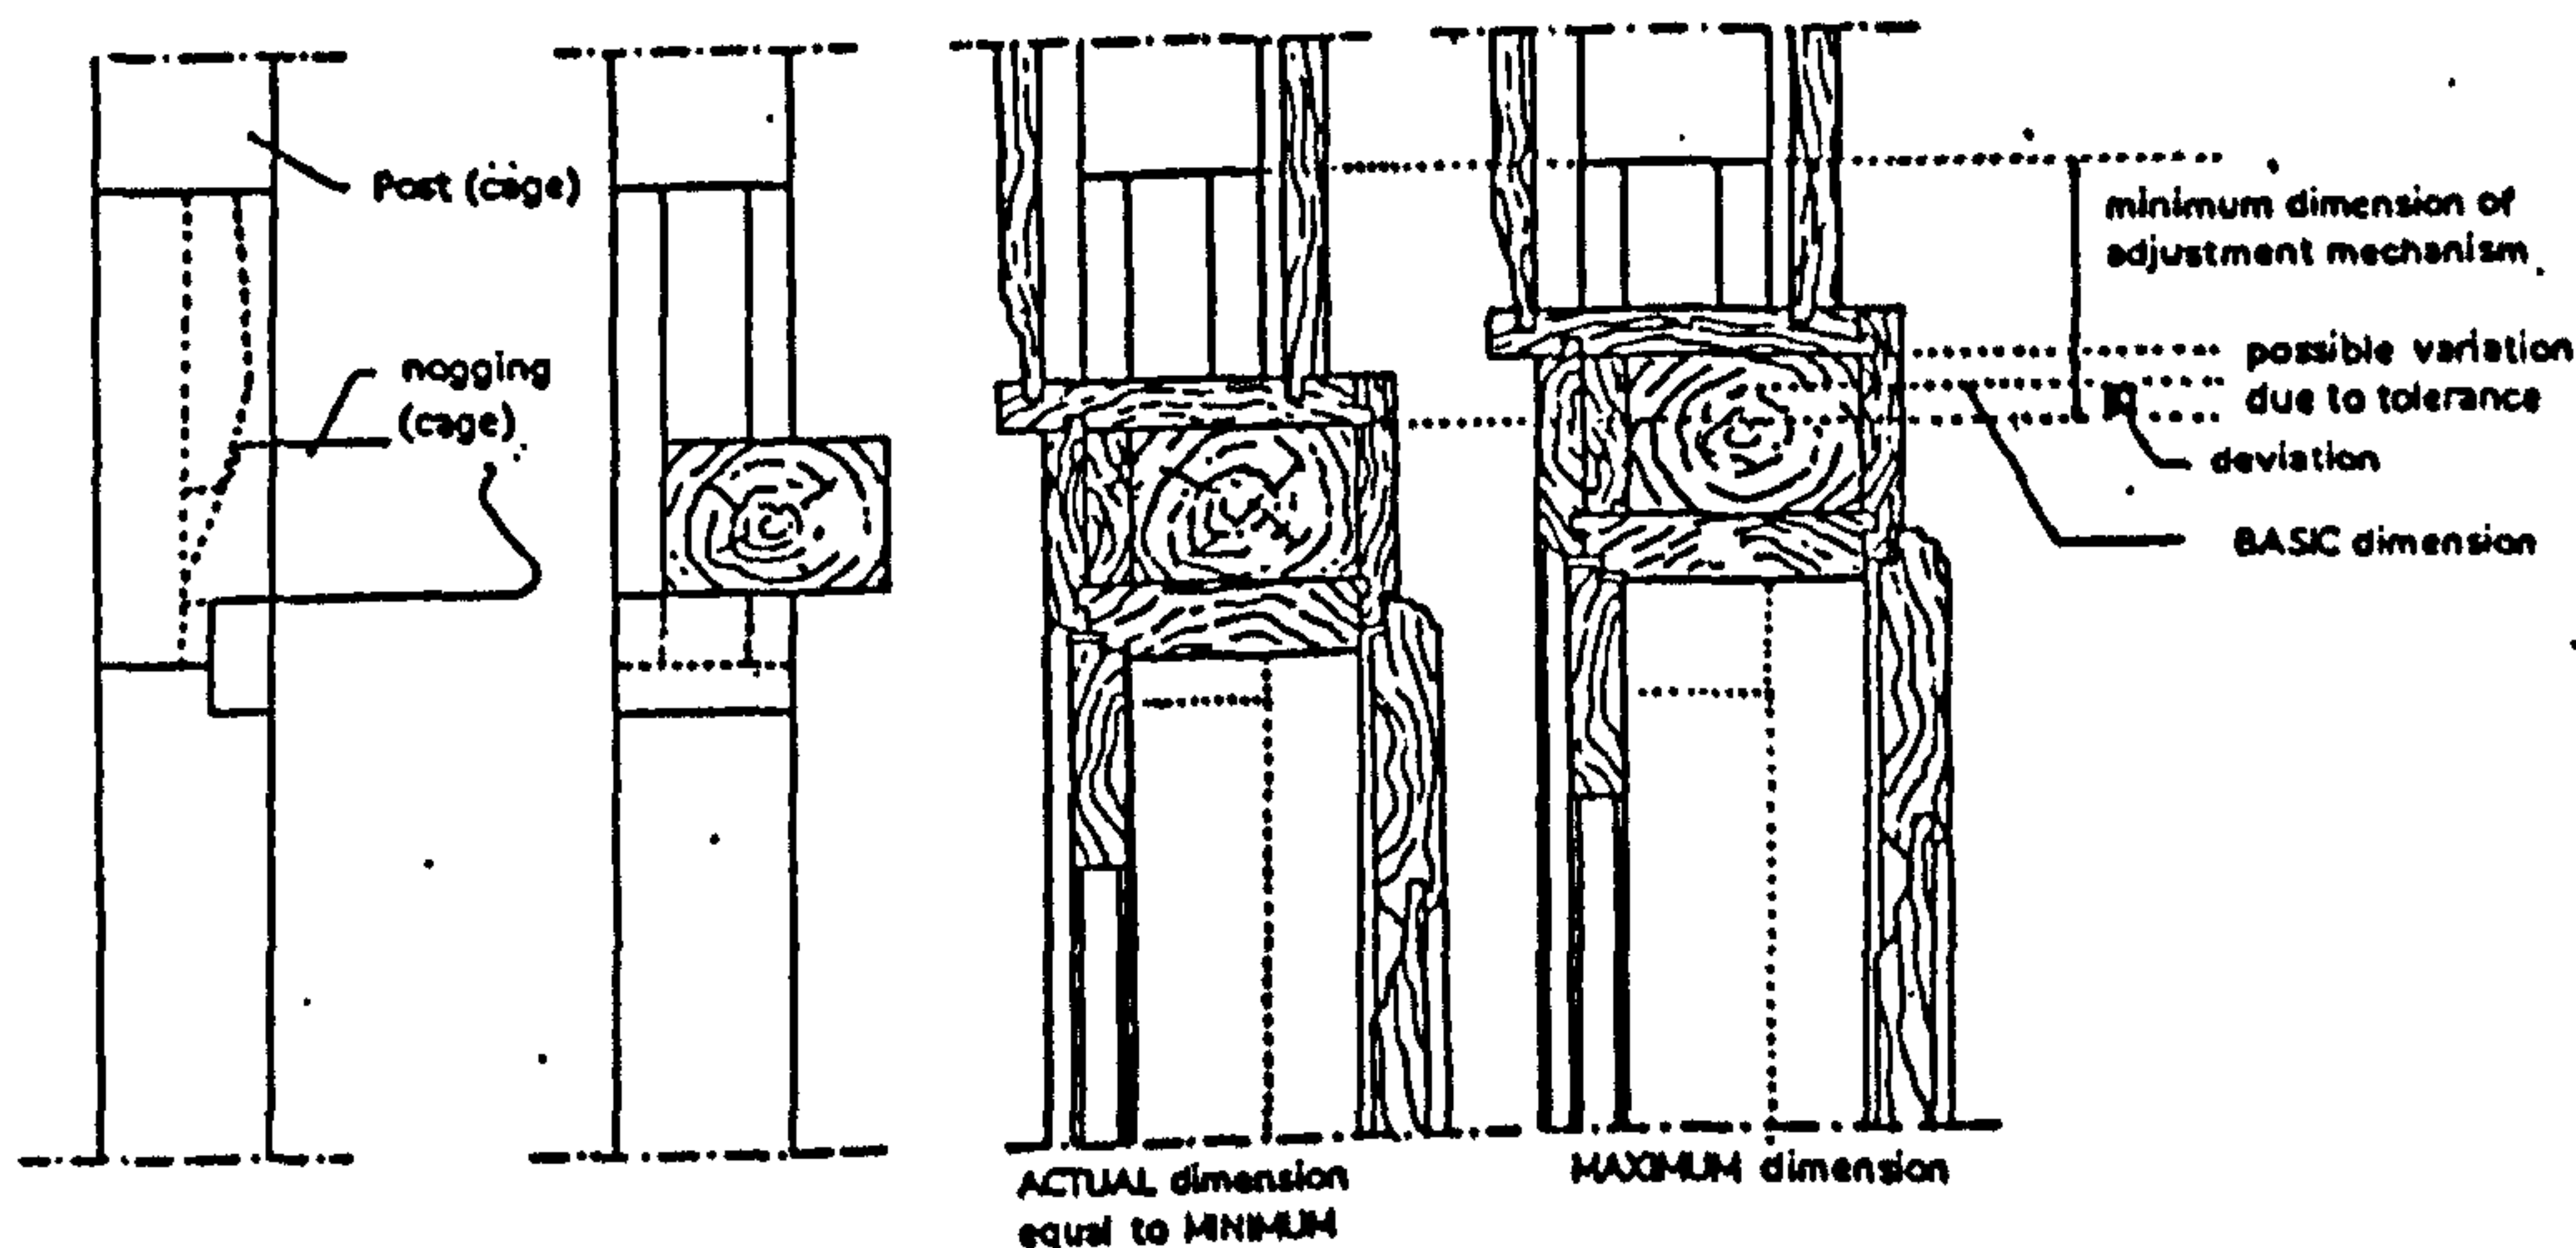 Post (cage)
nogging
(cage)
minimum dimension of
adjustment mechanism
possible variation
due to tolerance
deviation
BASIC dimension
ACTUAL dimension
equal to MINIMUM
MAXIMUM dimension